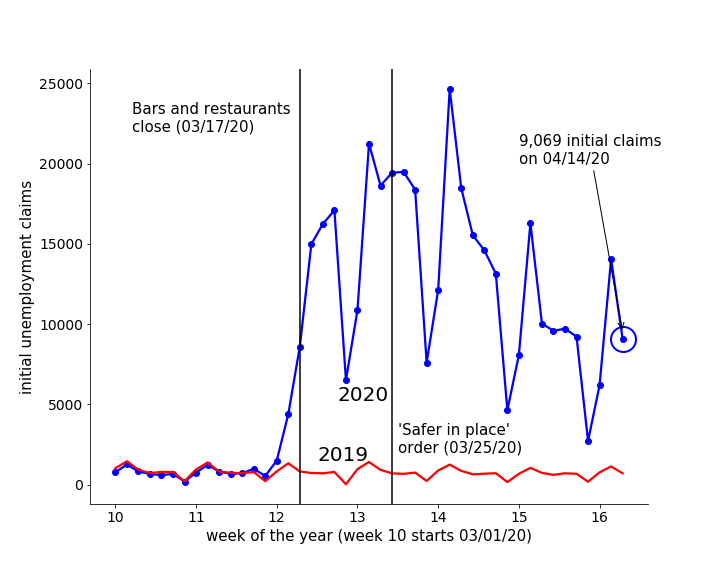 25000
Bars and restaurants
close (03/17/20)
9,069 initial claims
on 04/14/20
20000
15000
10000
5000
0
initial unemployment claims
2020
2019
'Safer in place'
order (03/25/20)
10 11 12 13 14 15 16
week of the year (week 10 starts 03/01/20)